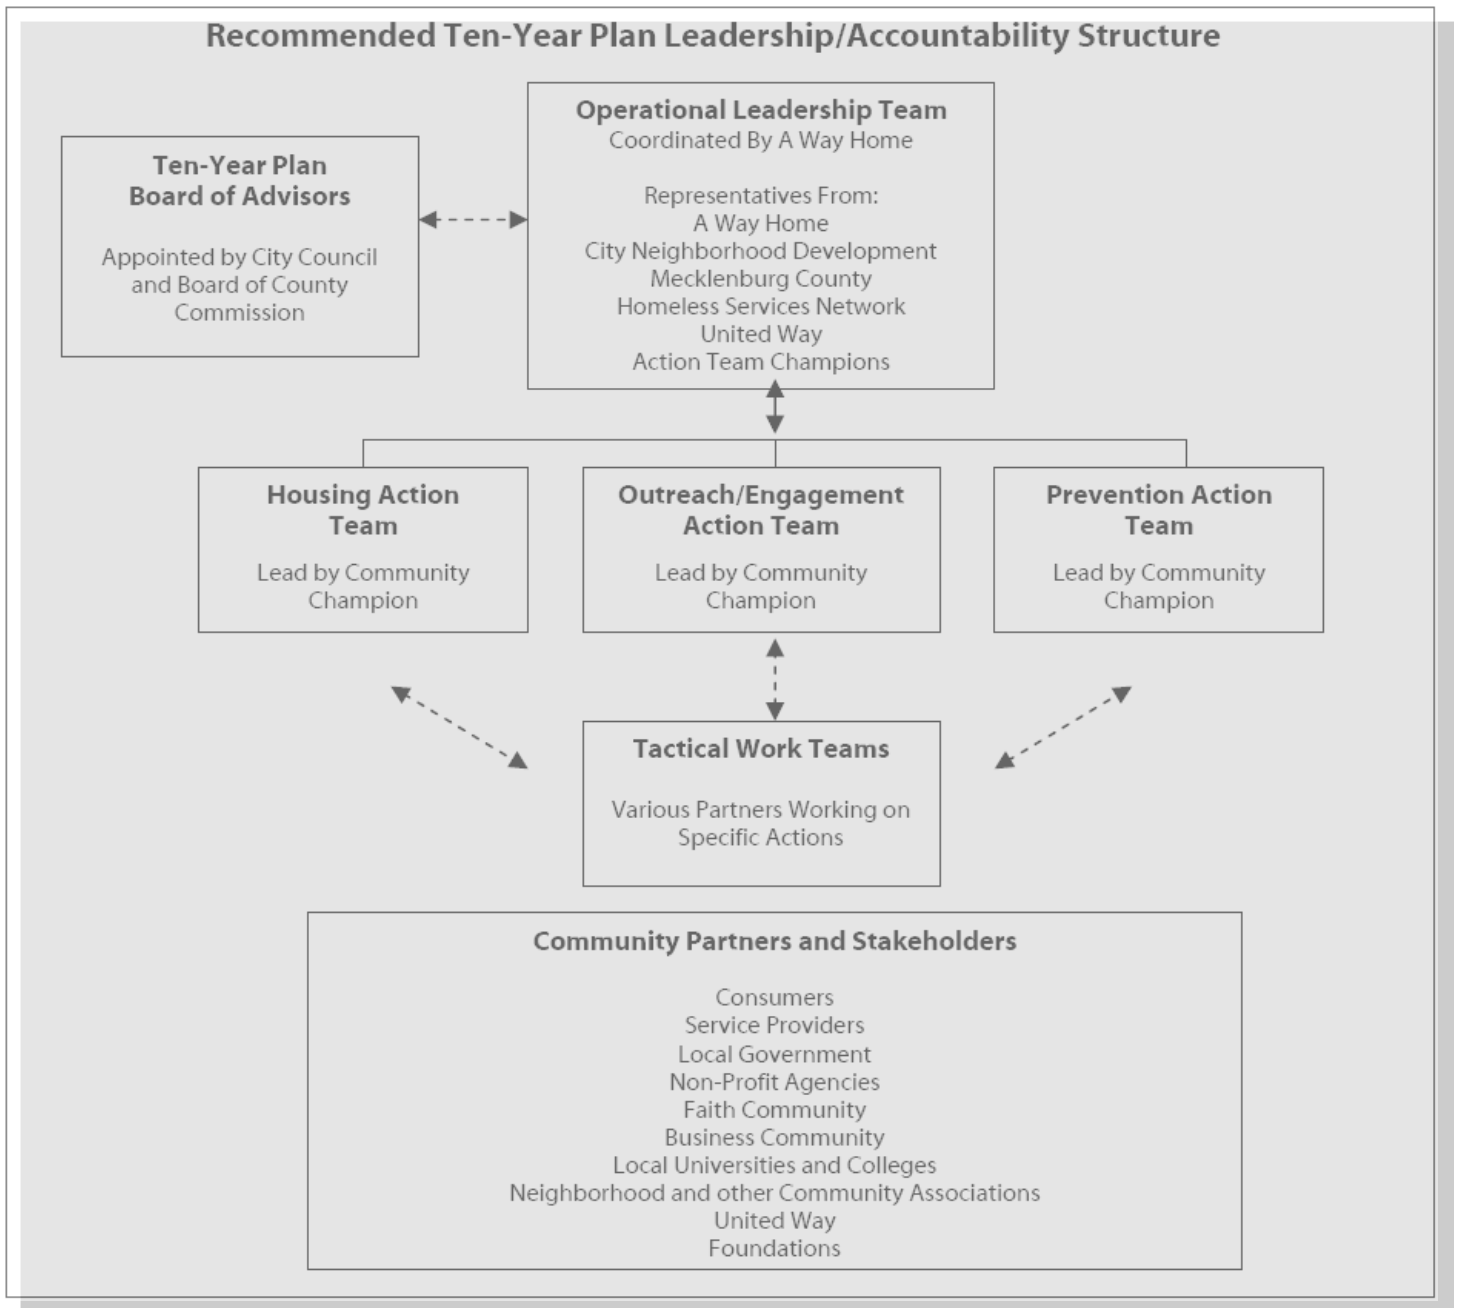 Recommended Ten-Year Plan Leadership/Accountability Structure
Operational Leadership Team
Coordinated By A Way Home
Representatives From:
A Way Home
City Neighborhood Development
Mecklenburg County
Homeless Services Network
United Way
Action Team Champions
Ten-Year Plan
Board of Advisors
Appointed by City Council
and Board of County
Commission
Housing Action
Team
Lead by Community
Champion
Outreach/Engagement
Action Team
Lead by Community
Champion
Prevention Action
Team
Lead by Community
Champion
Tactical Work Teams
Various Partners Working on
Specific Actions
Community Partners and Stakeholders
Consumers
Service Providers
Local Government
Non-Profit Agencies
Faith Community
Business Community
Local Universities and Colleges
Neighborhood and other Community Associations
United Way
Foundations